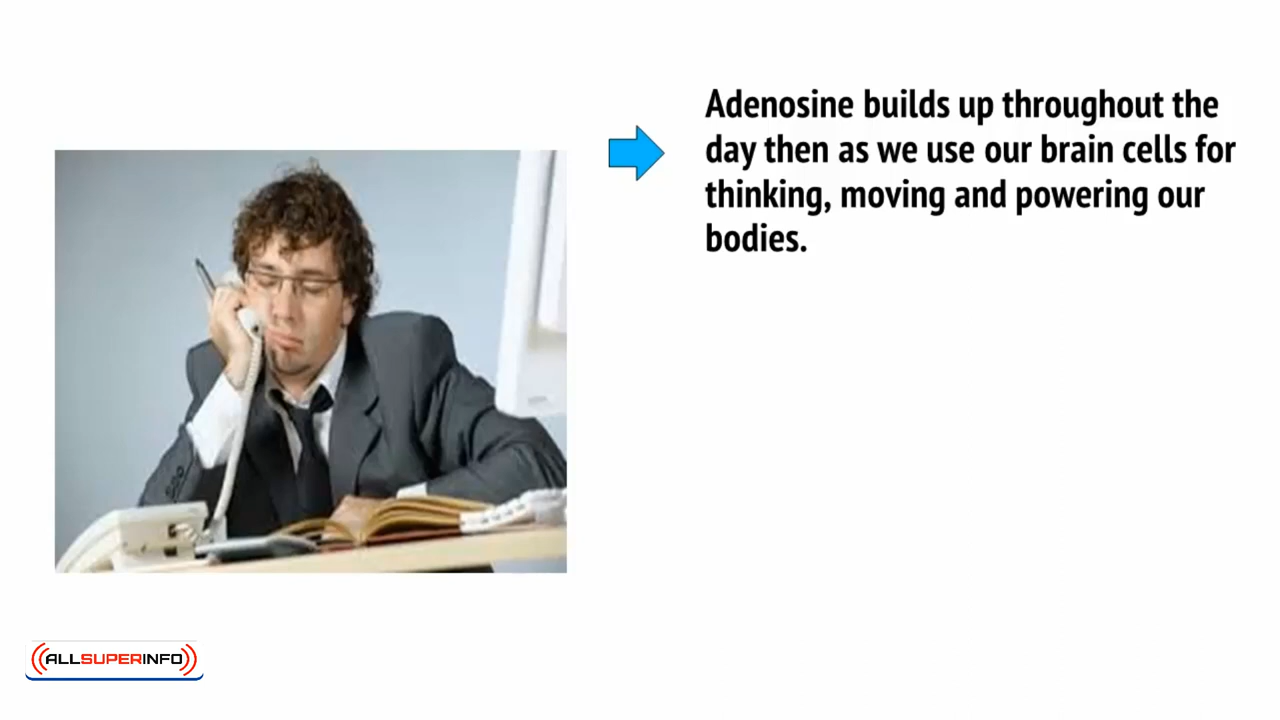 Adenosine builds up throughout the
day then as we use our brain cells for
thinking, moving and powering our
bodies.
ALLSUPERINFO